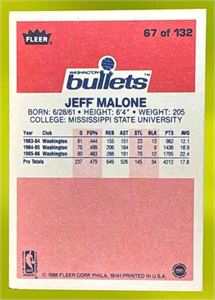 FLEER
67 of 132
WASHINGTON
bullets
JEFF MALONE
BORN: 6/28/61 • HEIGHT: 6'4" • WEIGHT: 205
COLLEGE: MISSISSIPPI STATE UNIVERSITY
Year Club G FG% REB AST STL BLK PTS AVG
1983-84 Washington 81 .444 155 151 23 13 982 12.1
1984-85 Washington 76 .499 206 184 52 9 1436 18.9
1985-86 Washington 80 .483 288 191 70 12 1795 22.4
Pro Totals 237 .479 649 526 145 34 4213 17.8
© 1986 FLEER CORP. PHILA. 19141 PRINTED IN U.S.A.